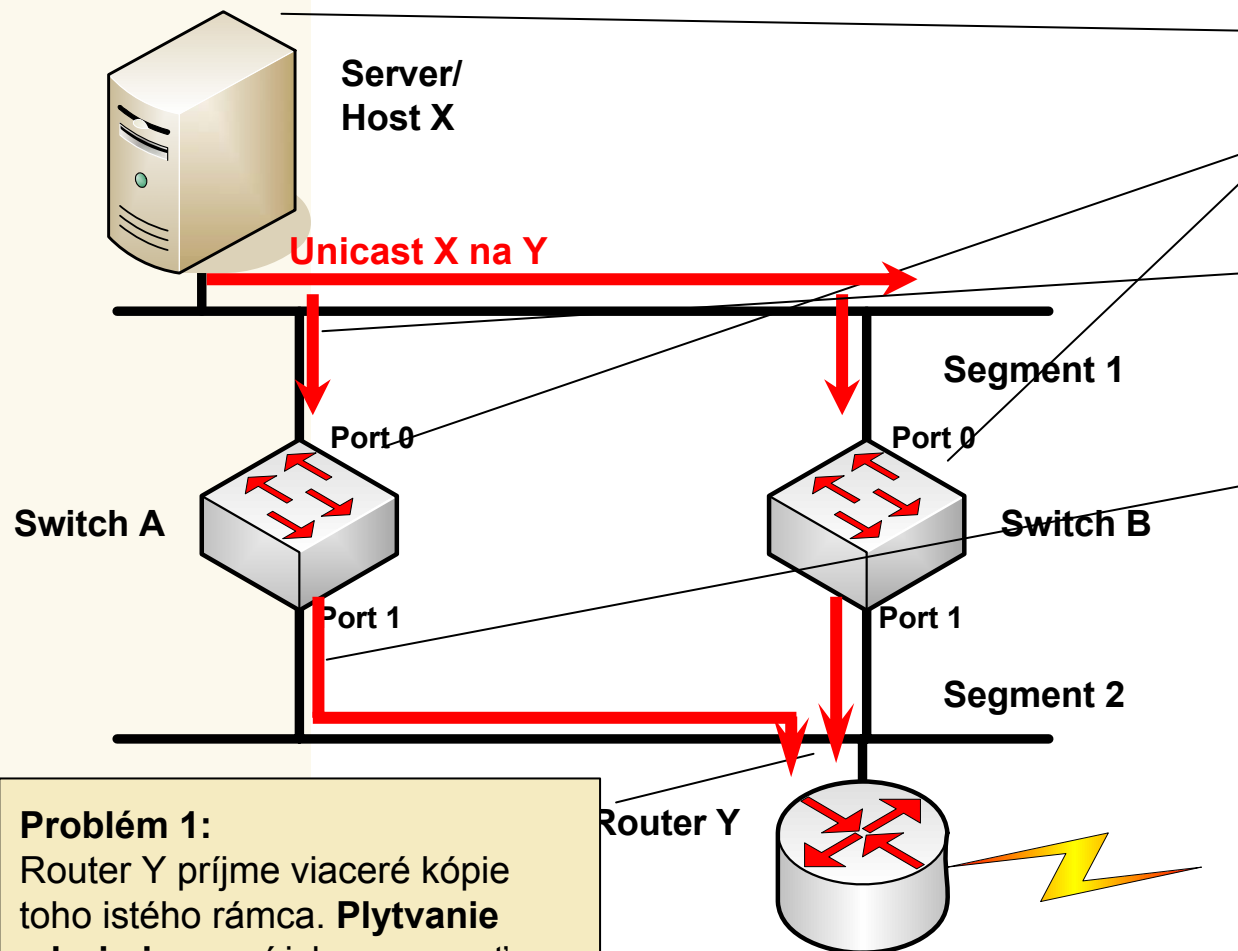 Server/
Host X
Unicast X na Y
Segment 1
Port 0
Port 0
Switch A
Switch B
Port 1
Port 1
Segment 2
Router Y
Problém 1:
Router Y príjme viaceré kópie
toho istého rámca. Plytvanie